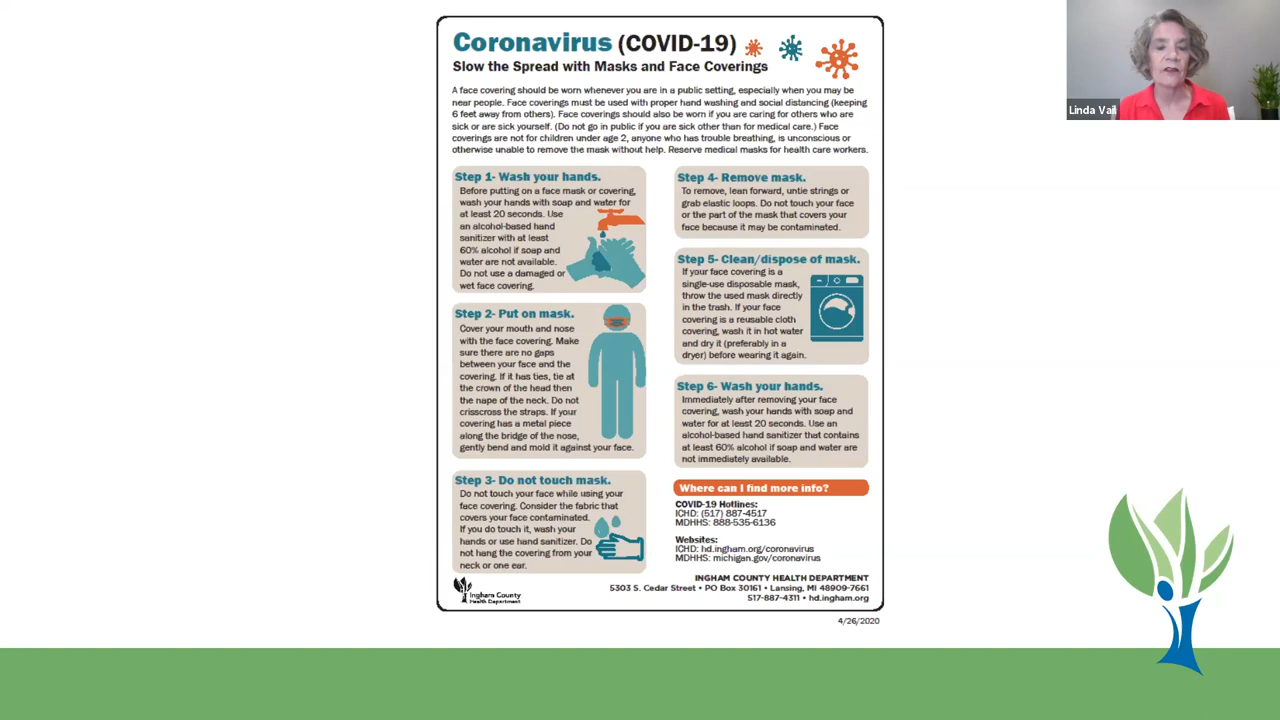 Coronavirus (COVID-19)
Slow the Spread with Masks and Face Coverings
A face covering should be worn whenever you are in a public setting, especially when you may be
near people. Face coverings must be used with proper hand washing and social distancing (keeping
6 feet away from others). Face coverings should also be worn if you are caring for others who are
sick or are sick yourself. (Do not go in public if you are sick other than for medical care.) Face
coverings are not for children under age 2, anyone who has trouble breathing, is unconscious or
otherwise unable to remove the mask without help. Reserve medical masks for health care workers.
Step 1- Wash your hands.
Before putting on a face mask or covering,
wash your hands with soap and water for
at least 20 seconds. Use
an alcohol-based hand
sanitizer with at least
60% alcohol if soap and
water are not available.
Do not use a damaged or
wet face covering.
Step 2- Put on mask.
Cover your mouth and nose
with the face covering. Make
sure there are no gaps
between your face and the
covering. If it has ties, tie at
the crown of the head then
the nape of the neck. Do not
crisscross the straps. If your
covering has a metal piece
along the bridge of the nose,
gently bend and mold it against your face.
Step 3- Do not touch mask.
Do not touch your face while using your
face covering. Consider the fabric that
covers your face contaminated.
If you do touch it, wash your
hands or use hand sanitizer. Do
not hang the covering from your
neck or one ear.
Step 4- Remove mask.
To remove, lean forward, untie strings or
grab elastic loops. Do not touch your face
or the part of the mask that covers your
face because it may be contaminated.
Step 5- Clean/dispose of mask.
If your face covering is a
single-use disposable mask,
throw the used mask directly
in the trash. If your face
covering is a reusable cloth
covering, wash it in hot water
and dry it (preferably in a
dryer) before wearing it again.
Step 6- Wash your hands.
Immediately after removing your face
covering, wash your hands with soap and
water for at least 20 seconds. Use an
alcohol-based hand sanitizer that contains
at least 60% alcohol if soap and water are
not immediately available.
Where can I find more info?
COVID-19 Hotlines:
ICHD: (517) 887-4517
MDHHS: 888-535-6136
Websites:
ICHD: hd.ingham.org/coronavirus
MDHHS: michigan.gov/coronavirus
Ingham County
Health Department
INGHAM COUNTY HEALTH DEPARTMENT
5303 S. Cedar Street • PO Box 30161 • Lansing, MI 48909-7661
517-887-4311 • hd.ingham.org
4/26/2020
Linda Vail